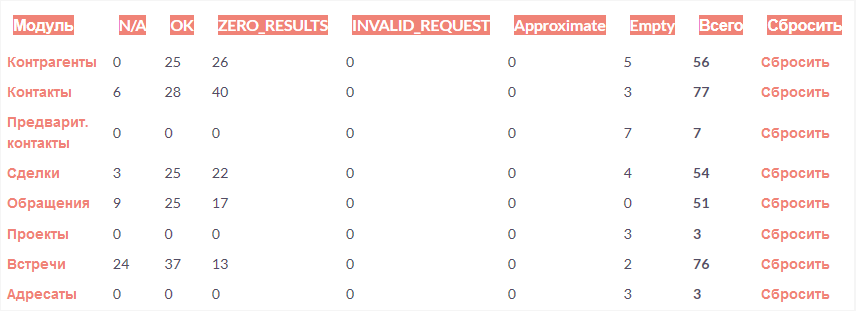 Модуль N/A OK ZERO_RESULTS INVALID_REQUEST Approximate Empty Всего Сбросить
Контрагенты 0 25 26 0 0 5 56 Сбросить
Контакты 6 28 40 0 0 3 77 Сбросить
Предварит.
контакты 0 0 0 0 0 7 7 Сбросить
Сделки 3 25 22 0 0 4 54 Сбросить
Обращения 9 25 17 0 0 0 51 Сбросить
Проекты 0 0 0 0 0 3 3 Сбросить
Встречи 24 37 13 0 0 2 76 Сбросить
Адресаты 0 0 0 0 0 3 3 Сбросить